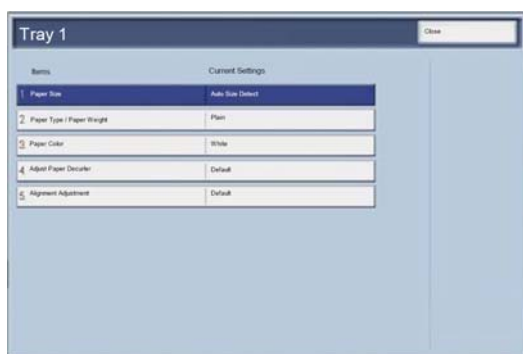 Tray 1
Close
Items Current Settings
1 Paper Size Auto Size Detect
2. Paper Type / Paper Weight Plain
3. Paper Color White
4. Adjust Paper Decurler Default
5. Alignment Adjustment Default